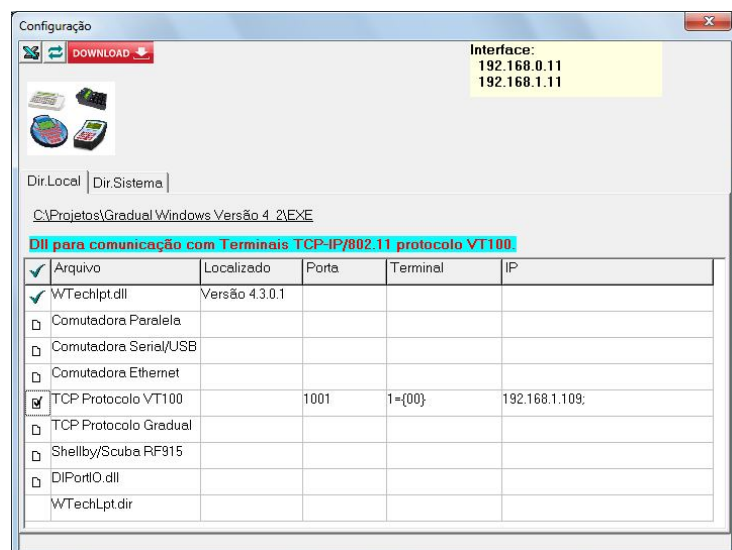 Configuração
DOWNLOAD
Interface:
192.168.0.11
192.168.1.11
Dir.Local Dir.Sistema
C:\Projetos\Gradual Windows Versão 4_2\EXE
Dll para comunicação com Terminais TCP-IP/802.11 protocolo VT100.
Arquivo Localizado Porta Terminal IP
WTechlpt.dll Versão 4.3.0.1
Comutadora Paralela
Comutadora Serial/USB
Comutadora Ethernet
TCP Protocolo VT100 1001 1={00} 192.168.1.109;
TCP Protocolo Gradual
Shellby/Scuba RF915
DlPortIO.dll
WTechLpt.dir